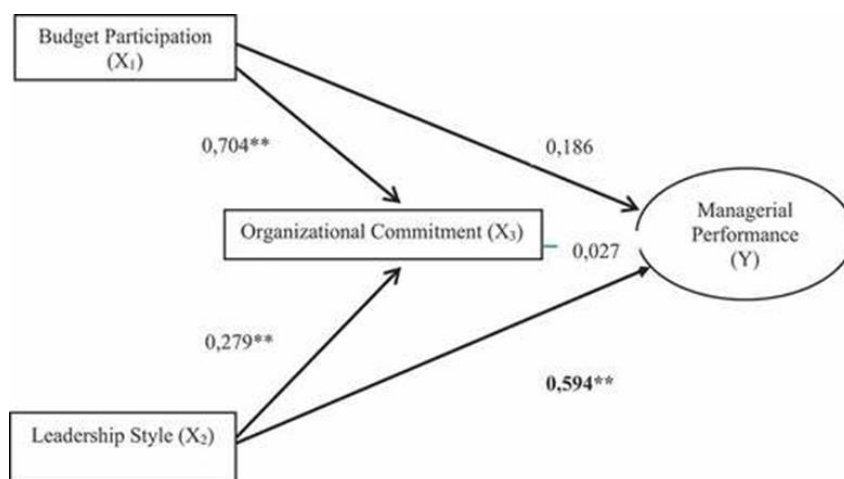 Budget Participation
(X₁)
0,704**
0,186
Organizational Commitment (X₃)
0,027
Managerial
Performance
(Y)
0,279**
0,594**
Leadership Style (X₂)